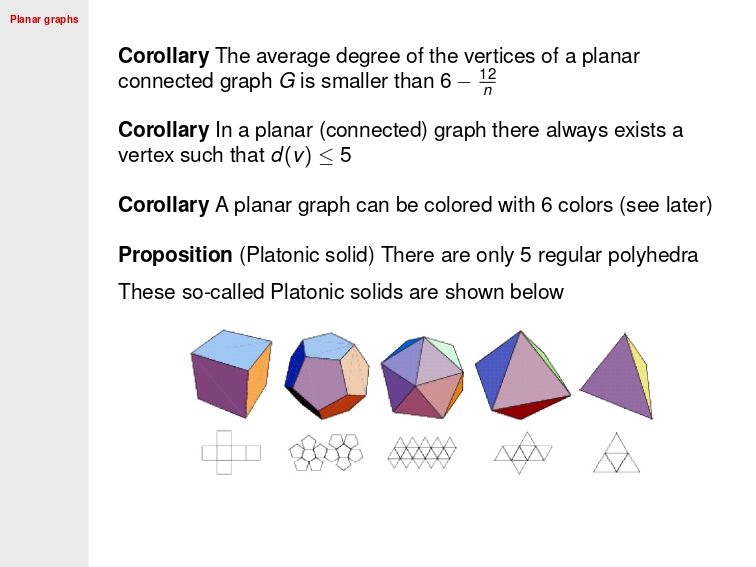 Planar graphs
Corollary The average degree of the vertices of a planar
connected graph G is smaller than 6 − 12/n
Corollary In a planar (connected) graph there always exists a
vertex such that d(v) ≤ 5
Corollary A planar graph can be colored with 6 colors (see later)
Proposition (Platonic solid) There are only 5 regular polyhedra
These so-called Platonic solids are shown below